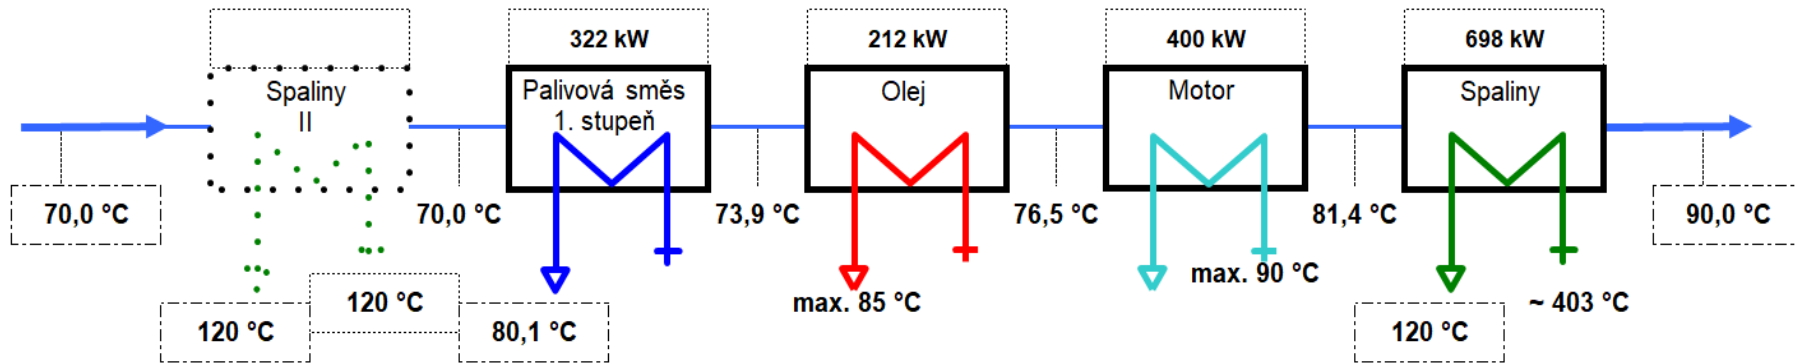 322 kW
212 kW
400 kW
698 kW
Spaliny
II
Palivová směs
1. stupeň
Olej
Motor
Spaliny
70,0 °C
70,0 °C
73,9 °C
76,5 °C
81,4 °C
90,0 °C
120 °C
120 °C
80,1 °C
max. 85 °C
max. 90 °C
120 °C
~ 403 °C